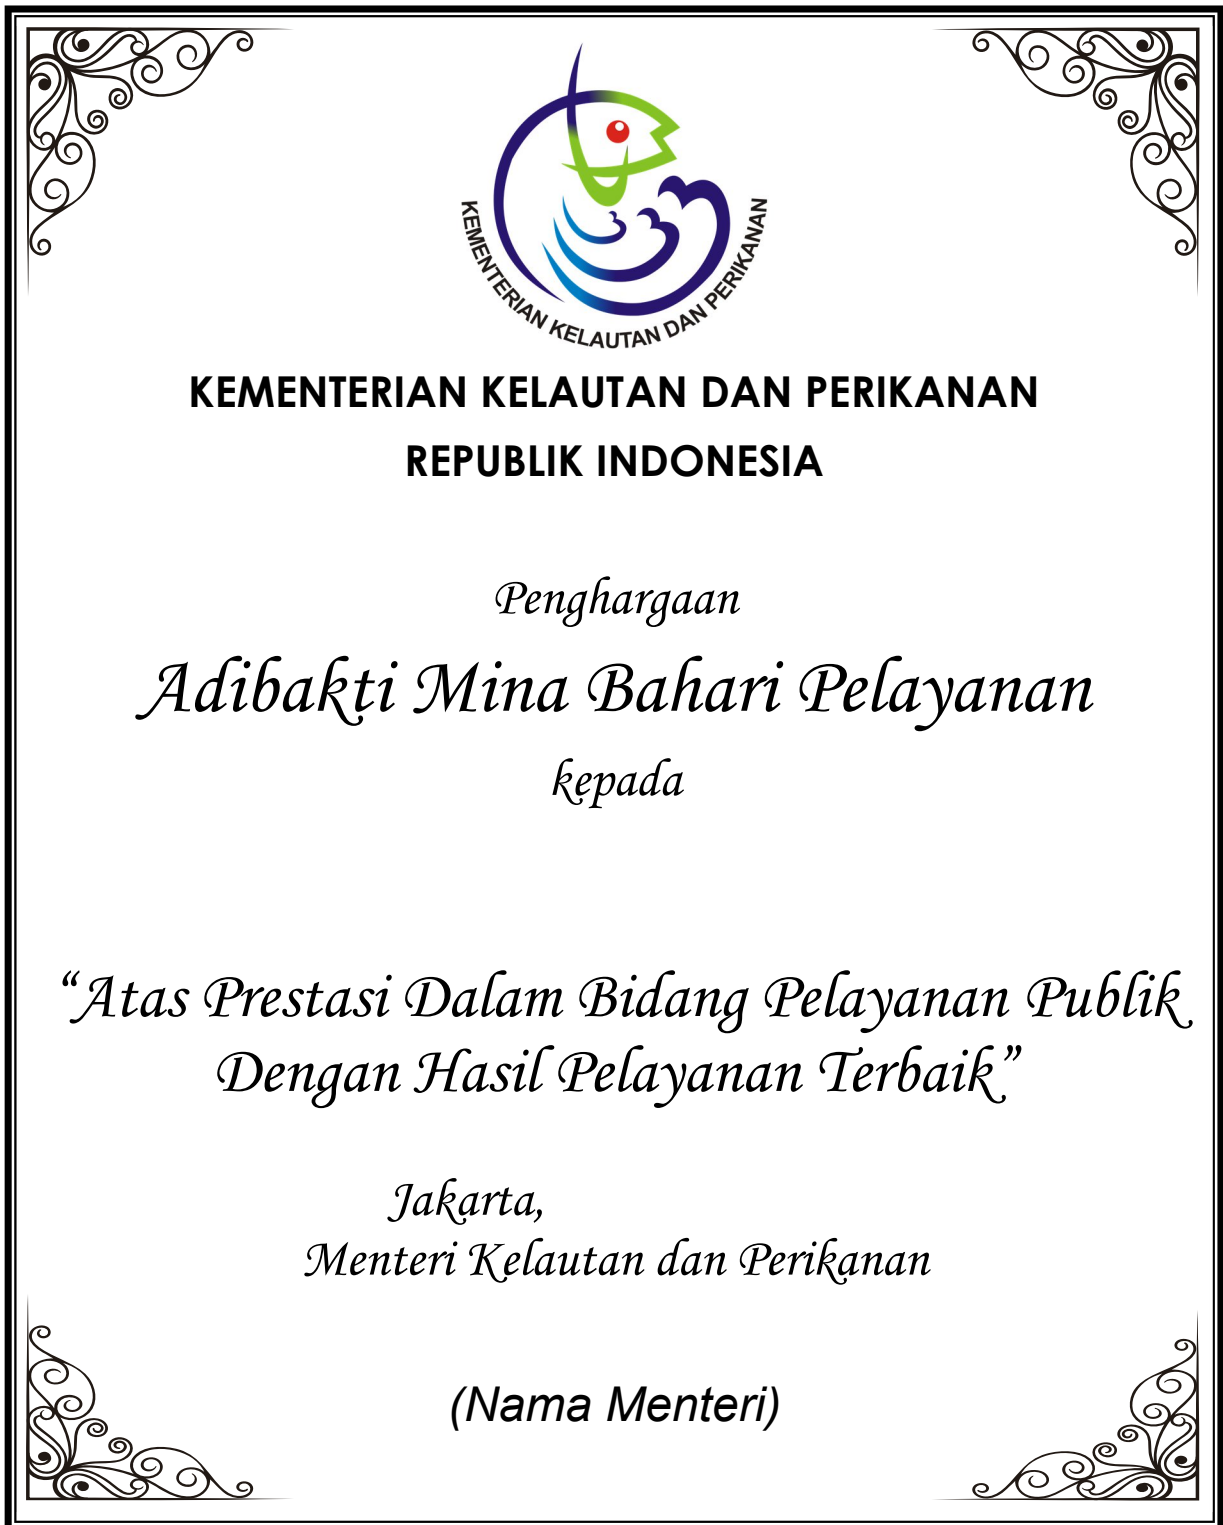 KEMENTERIAN KELAUTAN DAN PERIKANAN
KEMENTERIAN KELAUTAN DAN PERIKANAN
REPUBLIK INDONESIA
Penghargaan
Adibakti Mina Bahari Pelayanan
kepada
“Atas Prestasi Dalam Bidang Pelayanan Publik
Dengan Hasil Pelayanan Terbaik”
Jakarta,
Menteri Kelautan dan Perikanan
(Nama Menteri)